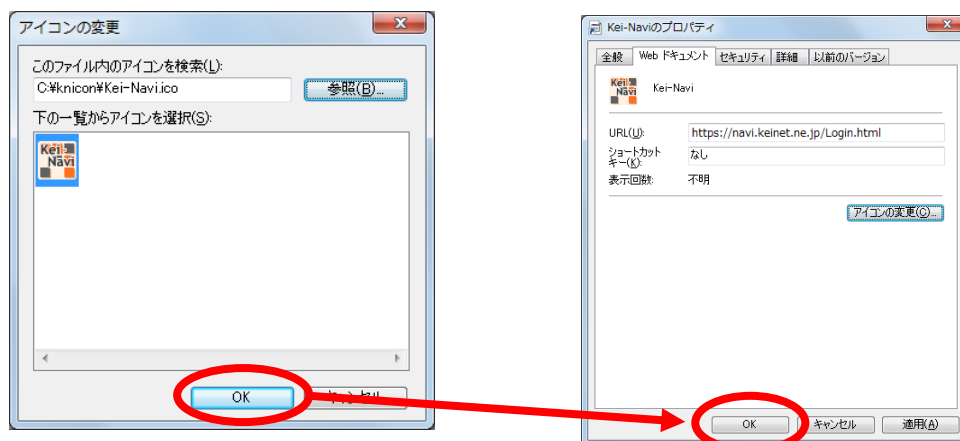 アイコンの変更
このファイル内のアイコンを検索(L):
C:¥knicon¥Kei-Navi.ico
参照(B)...
下の一覧からアイコンを選択(S):
Kei
Navi
OK
キャンセル
Kei-Naviのプロパティ
全般 Web ドキュメント セキュリティ 詳細 以前のバージョン
Kei
Navi
Kei-Navi
URL(U): https://navi.keinet.ne.jp/Login.html
ショートカット
キー(K): なし
表示回数: 不明
アイコンの変更(C)...
OK キャンセル 適用(A)